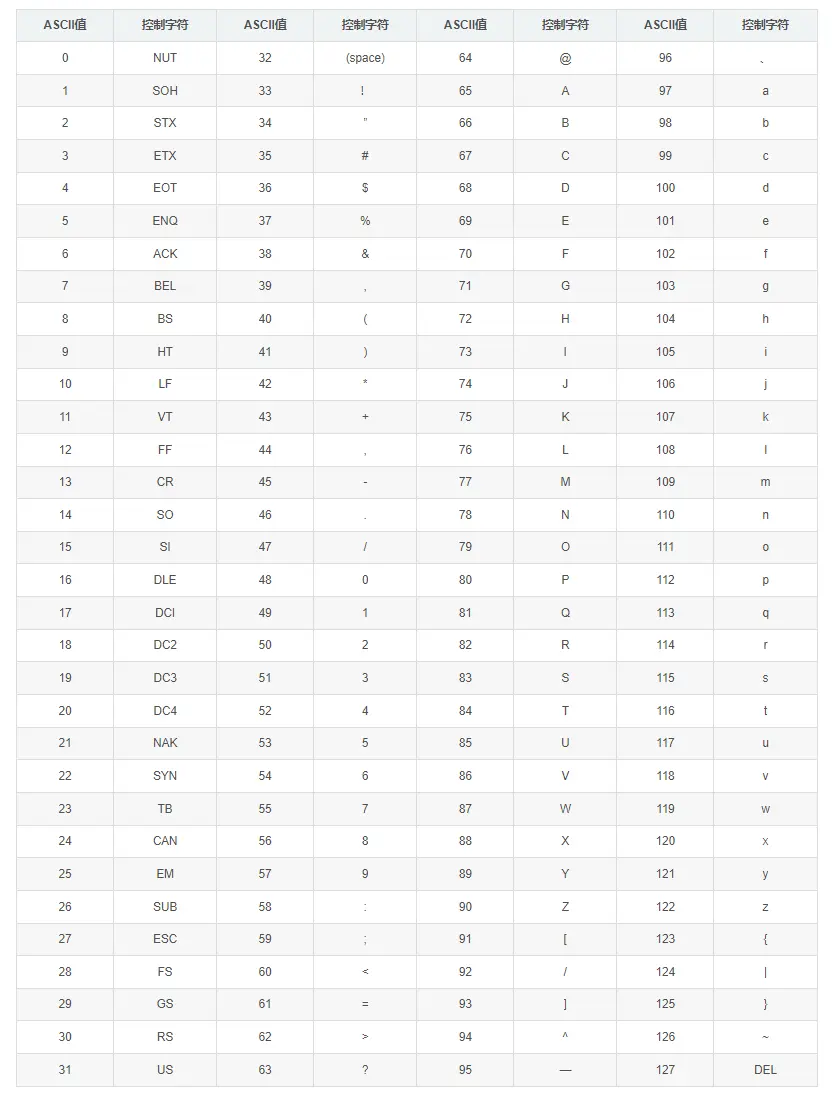 ASCII值 控制字符 ASCII值 控制字符 ASCII值 控制字符 ASCII值 控制字符
0 NUT 32 (space) 64 @ 96 、
1 SOH 33 ! 65 A 97 a
2 STX 34 ” 66 B 98 b
3 ETX 35 # 67 C 99 c
4 EOT 36 $ 68 D 100 d
5 ENQ 37 % 69 E 101 e
6 ACK 38 & 70 F 102 f
7 BEL 39 , 71 G 103 g
8 BS 40 ( 72 H 104 h
9 HT 41 ) 73 I 105 i
10 LF 42 * 74 J 106 j
11 VT 43 + 75 K 107 k
12 FF 44 , 76 L 108 l
13 CR 45 - 77 M 109 m
14 SO 46 . 78 N 110 n
15 SI 47 / 79 O 111 o
16 DLE 48 0 80 P 112 p
17 DCI 49 1 81 Q 113 q
18 DC2 50 2 82 R 114 r
19 DC3 51 3 83 S 115 s
20 DC4 52 4 84 T 116 t
21 NAK 53 5 85 U 117 u
22 SYN 54 6 86 V 118 v
23 TB 55 7 87 W 119 w
24 CAN 56 8 88 X 120 x
25 EM 57 9 89 Y 121 y
26 SUB 58 : 90 Z 122 z
27 ESC 59 ; 91 [ 123 {
28 FS 60 < 92 / 124 |
29 GS 61 = 93 ] 125 }
30 RS 62 > 94 ^ 126 ~
31 US 63 ? 95 — 127 DEL